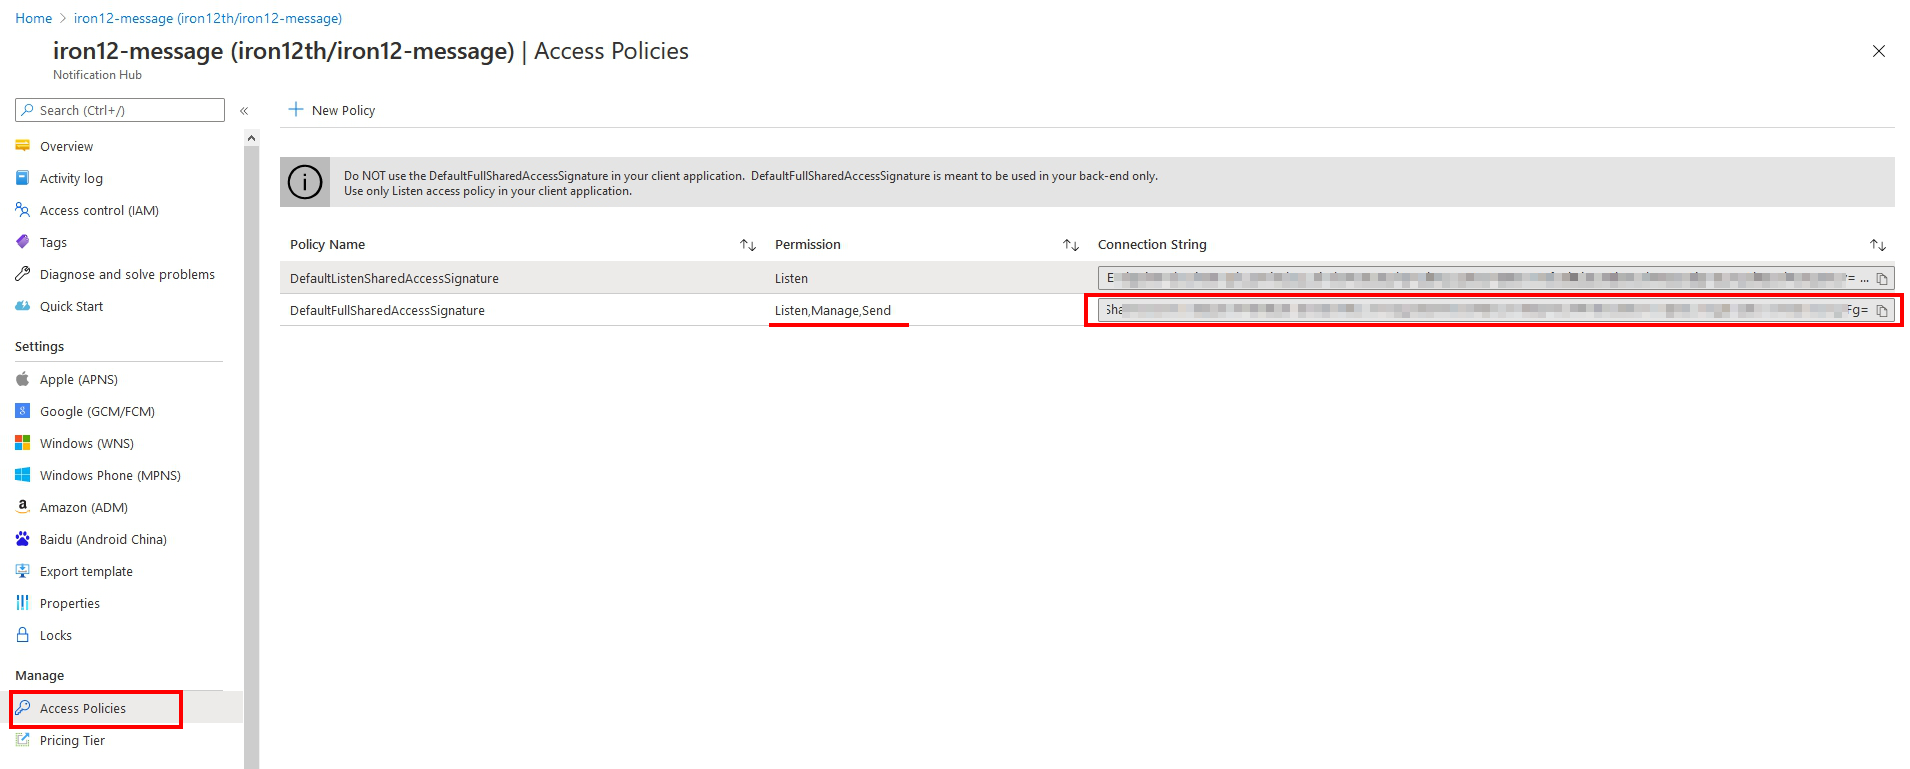 Home > iron12-message (iron12th/iron12-message)
iron12-message (iron12th/iron12-message) | Access Policies
Notification Hub
Search (Ctrl+/)
«
New Policy
Overview
Activity log
Access control (IAM)
Tags
Diagnose and solve problems
Quick Start
Settings
Apple (APNS)
Google (GCM/FCM)
Windows (WNS)
Windows Phone (MPNS)
Amazon (ADM)
Baidu (Android China)
Export template
Properties
Locks
Manage
Access Policies
Pricing Tier
Do NOT use the DefaultFullSharedAccessSignature in your client application.  DefaultFullSharedAccessSignature is meant to be used in your back-end only.
Use only Listen access policy in your client application.
Policy Name Permission Connection String
DefaultListenSharedAccessSignature Listen
DefaultFullSharedAccessSignature Listen,Manage,Send